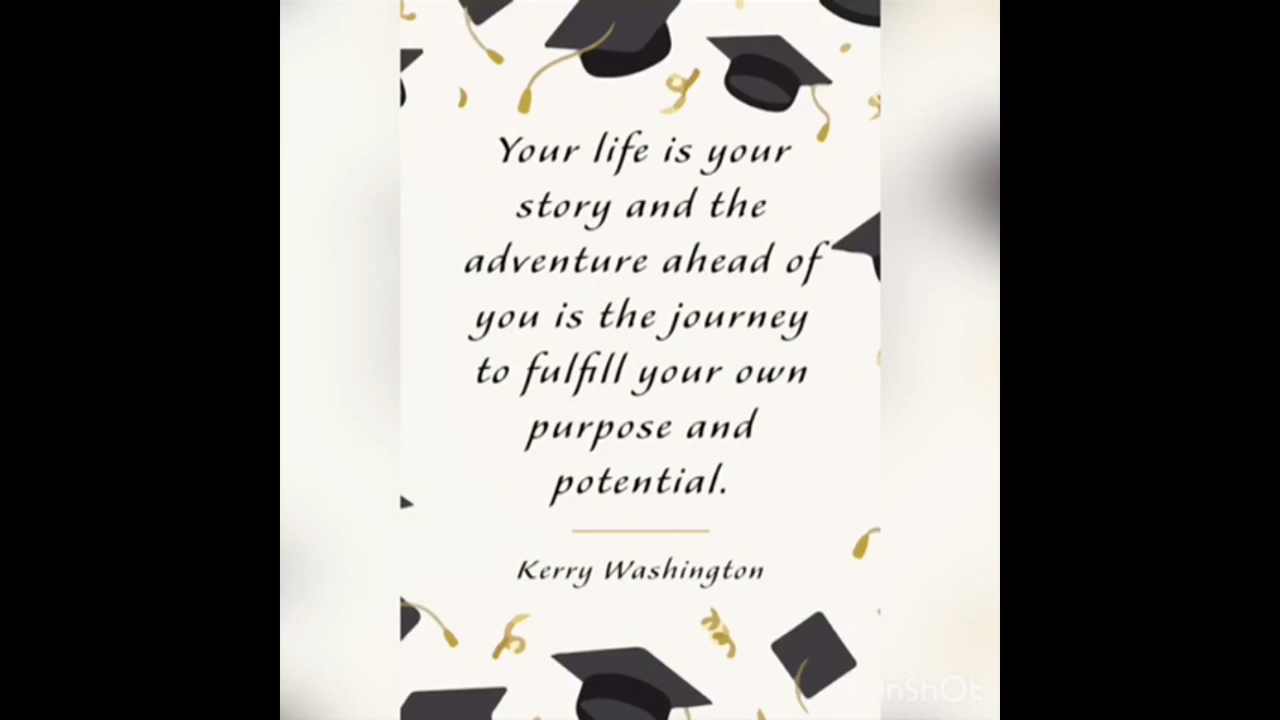 Your life is your
story and the
adventure ahead of
you is the journey
to fulfill your own
purpose and
potential.
Kerry Washington
InShOt